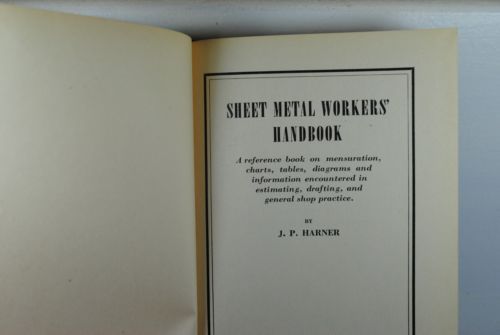 SHEET METAL WORKERS'
HANDBOOK
A reference book on mensuration,
charts, tables, diagrams and
information encountered in
estimating, drafting, and
general shop practice.
BY
J. P. HARNER